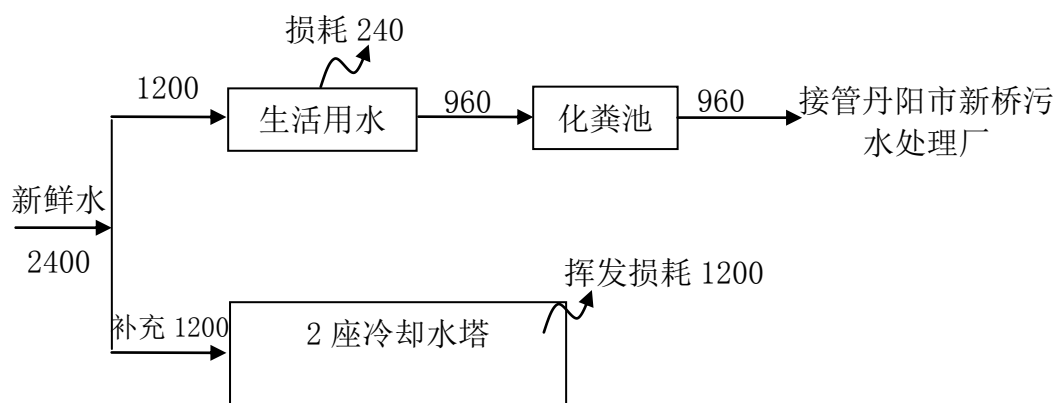 损耗 240
1200
生活用水
960
化粪池
960
接管丹阳市新桥污
水处理厂
新鲜水
2400
挥发损耗 1200
补充 1200
2 座冷却水塔